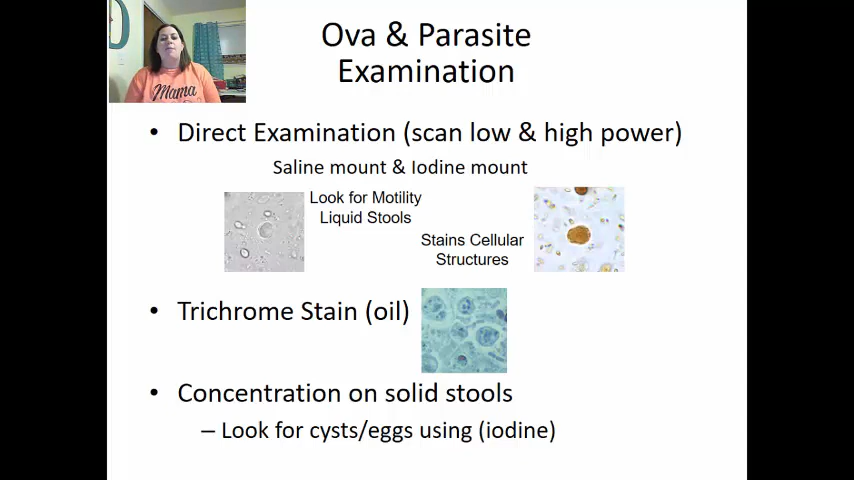 Mama
Ova & Parasite
Examination
• Direct Examination (scan low & high power)
Saline mount & Iodine mount
Look for Motility
Liquid Stools
Stains Cellular
Structures
• Trichrome Stain (oil)
• Concentration on solid stools
– Look for cysts/eggs using (iodine)